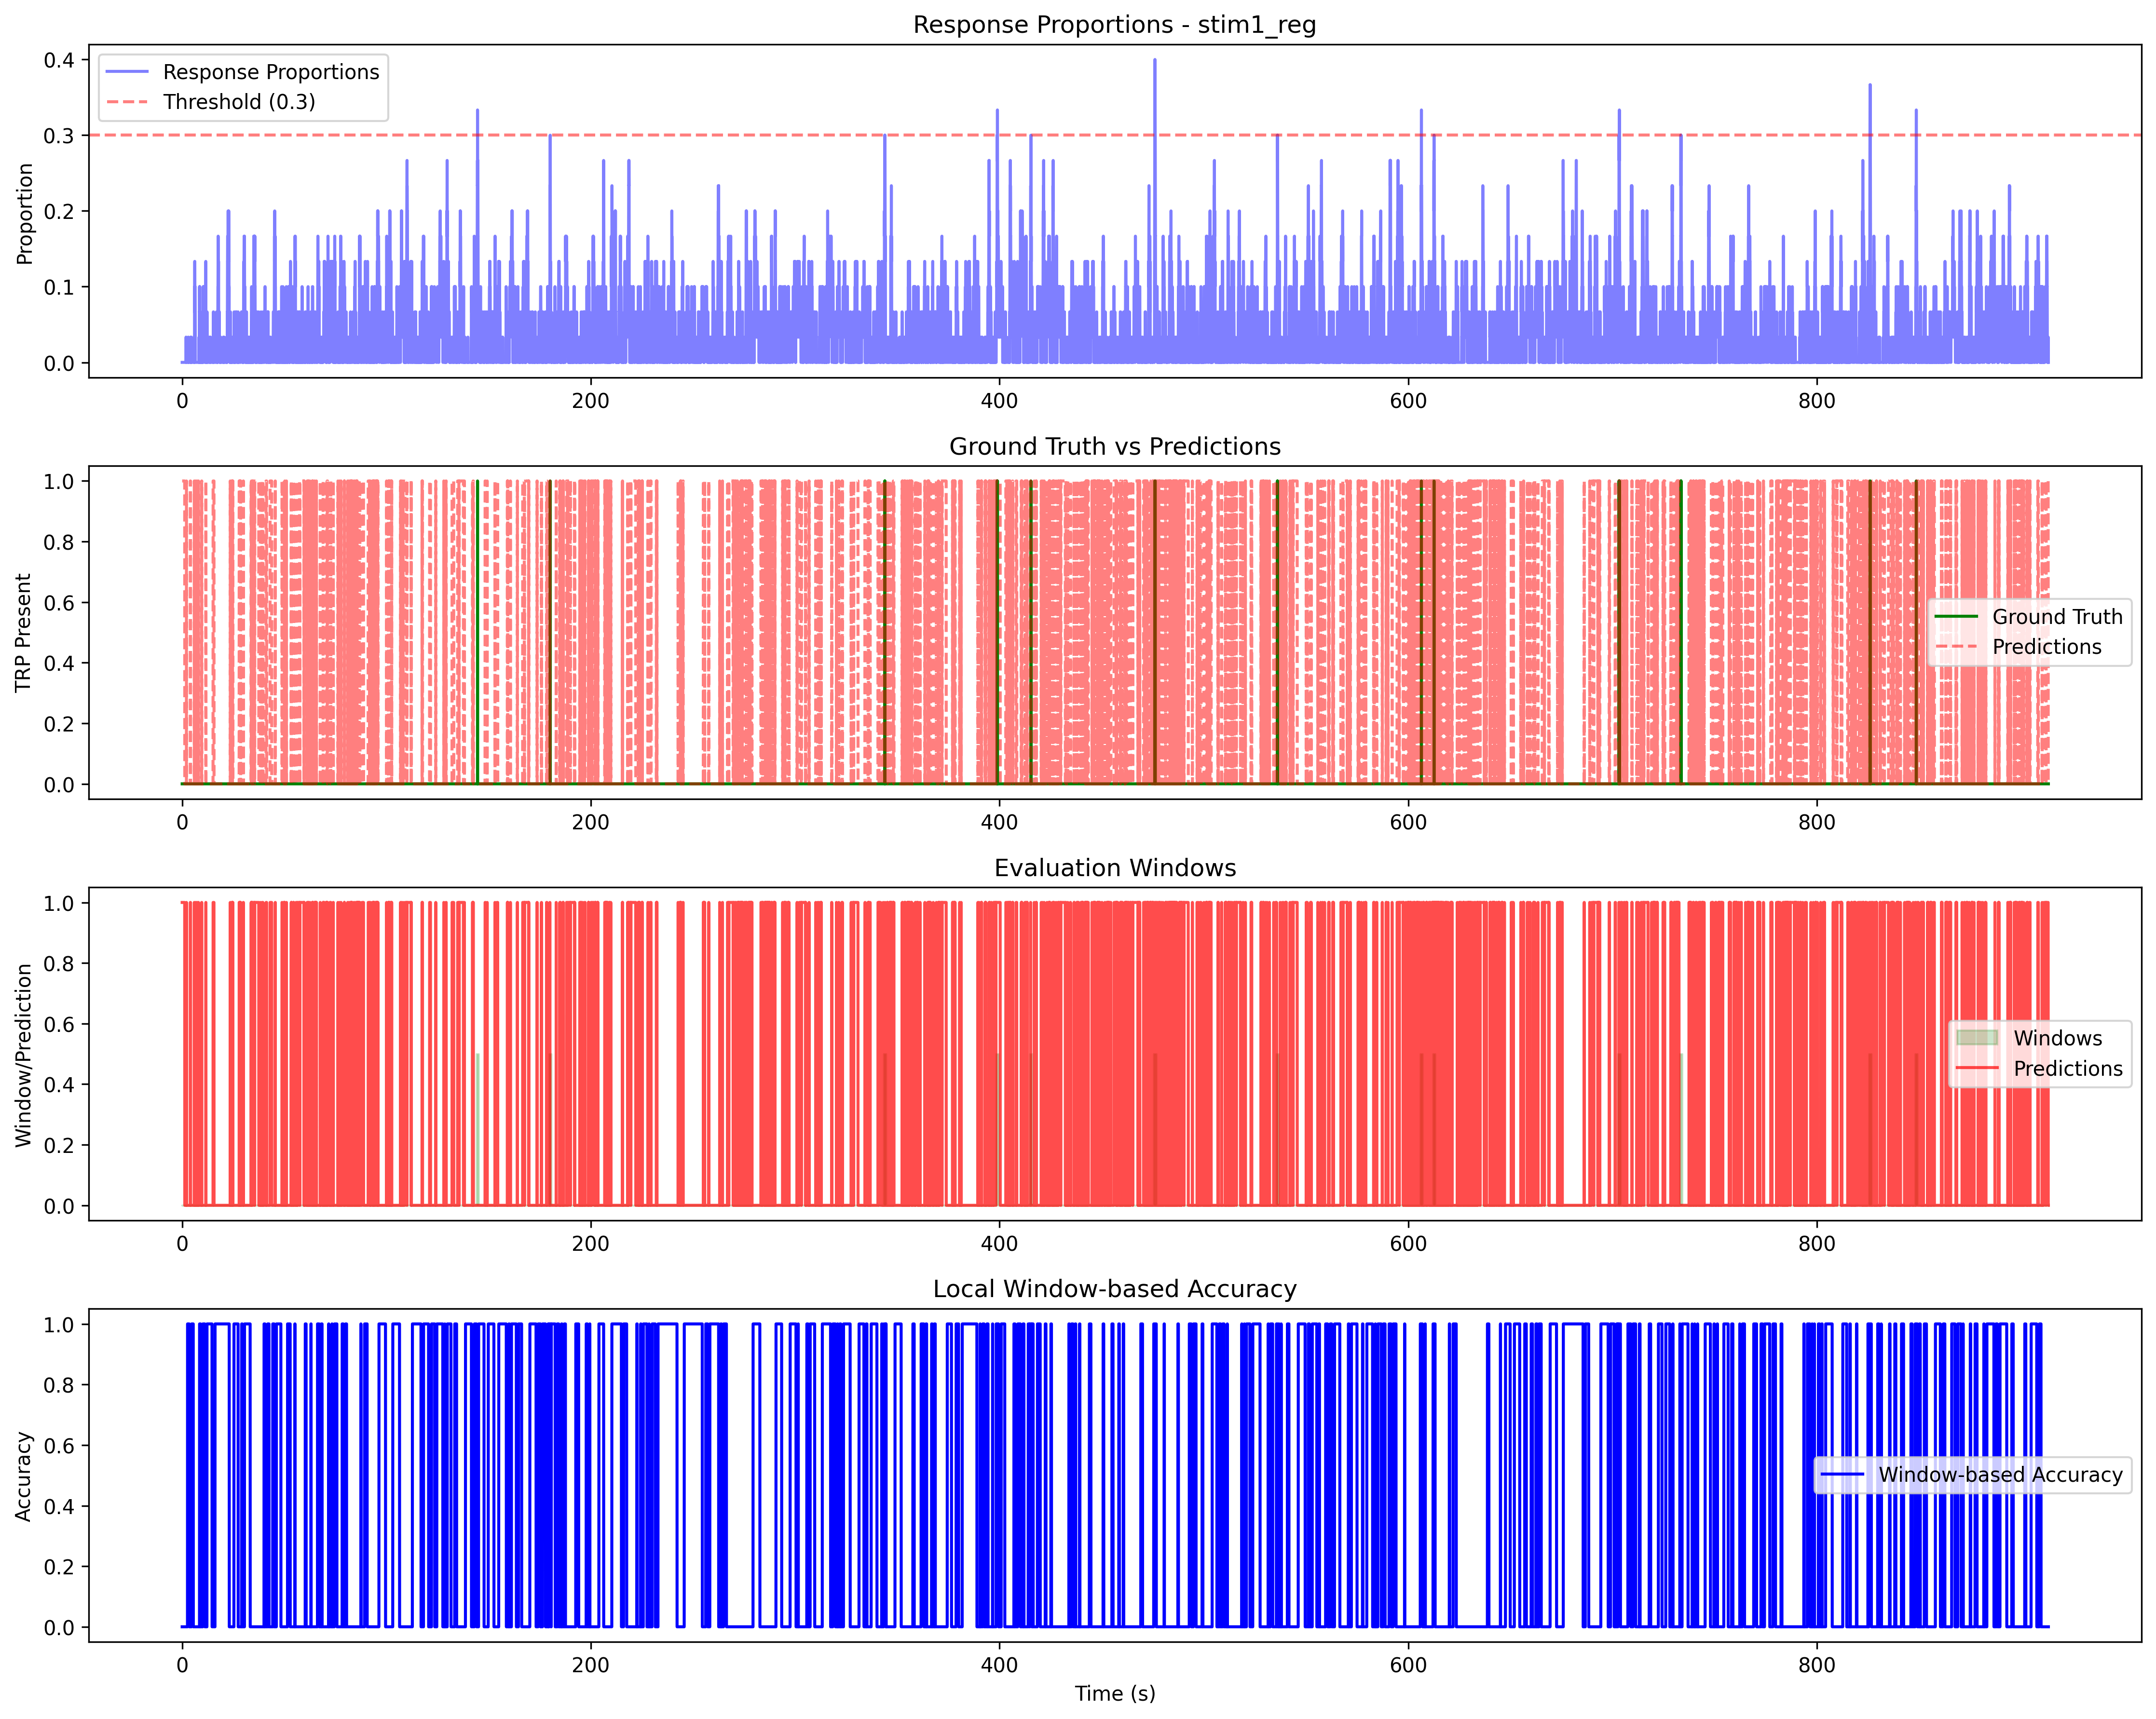 Response Proportions - stim1_reg
Response Proportions
Threshold (0.3)
Proportion
0.4
0.3
0.2
0.1
0.0
0 200 400 600 800
Ground Truth vs Predictions
Ground Truth
Predictions
TRP Present
1.0
0.8
0.6
0.4
0.2
0.0
0 200 400 600 800
Evaluation Windows
Windows
Predictions
Window/Prediction
1.0
0.8
0.6
0.4
0.2
0.0
0 200 400 600 800
Local Window-based Accuracy
Window-based Accuracy
Accuracy
1.0
0.8
0.6
0.4
0.2
0.0
0 200 400 600 800
Time (s)